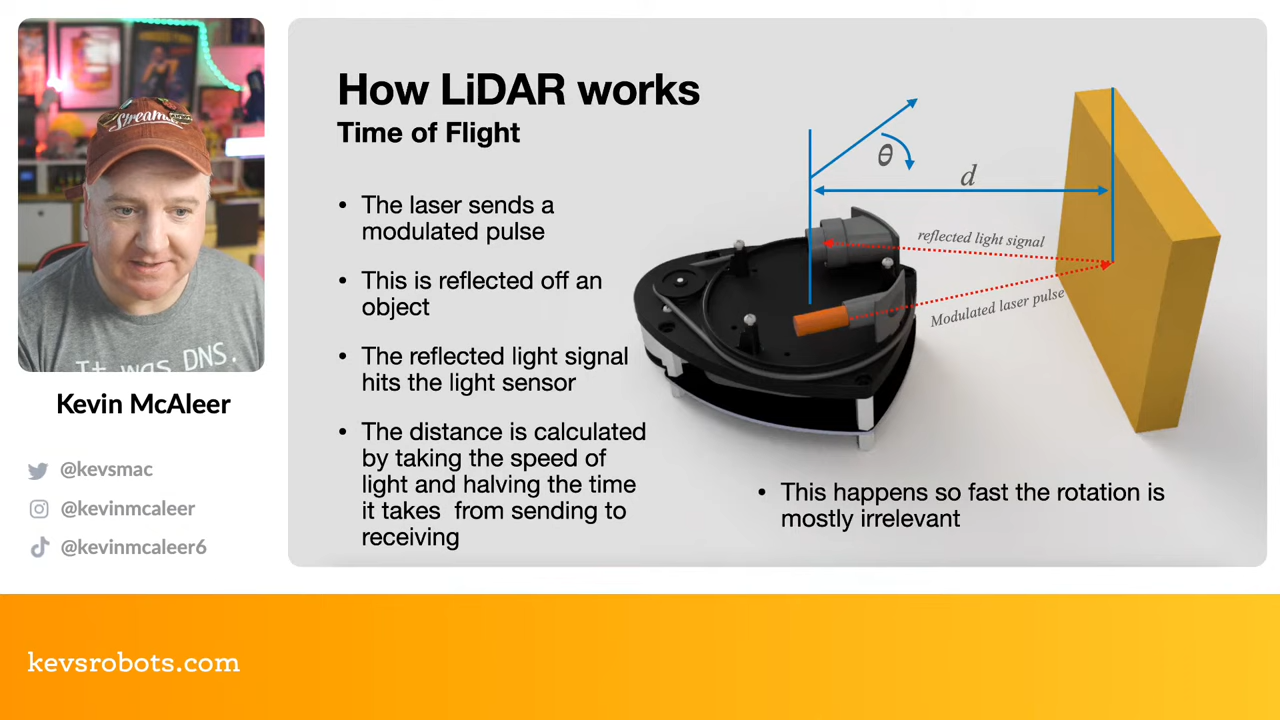 How LiDAR works
Time of Flight
• The laser sends a
modulated pulse
• This is reflected off an
object
• The reflected light signal
hits the light sensor
• The distance is calculated
by taking the speed of
light and halving the time
it takes  from sending to
receiving
θ
d
reflected light signal
Modulated laser pulse
• This happens so fast the rotation is
mostly irrelevant
It was DNS.
Kevin McAleer
@kevsmac
@kevinmcaleer
@kevinmcaleer6
kevsrobots.com